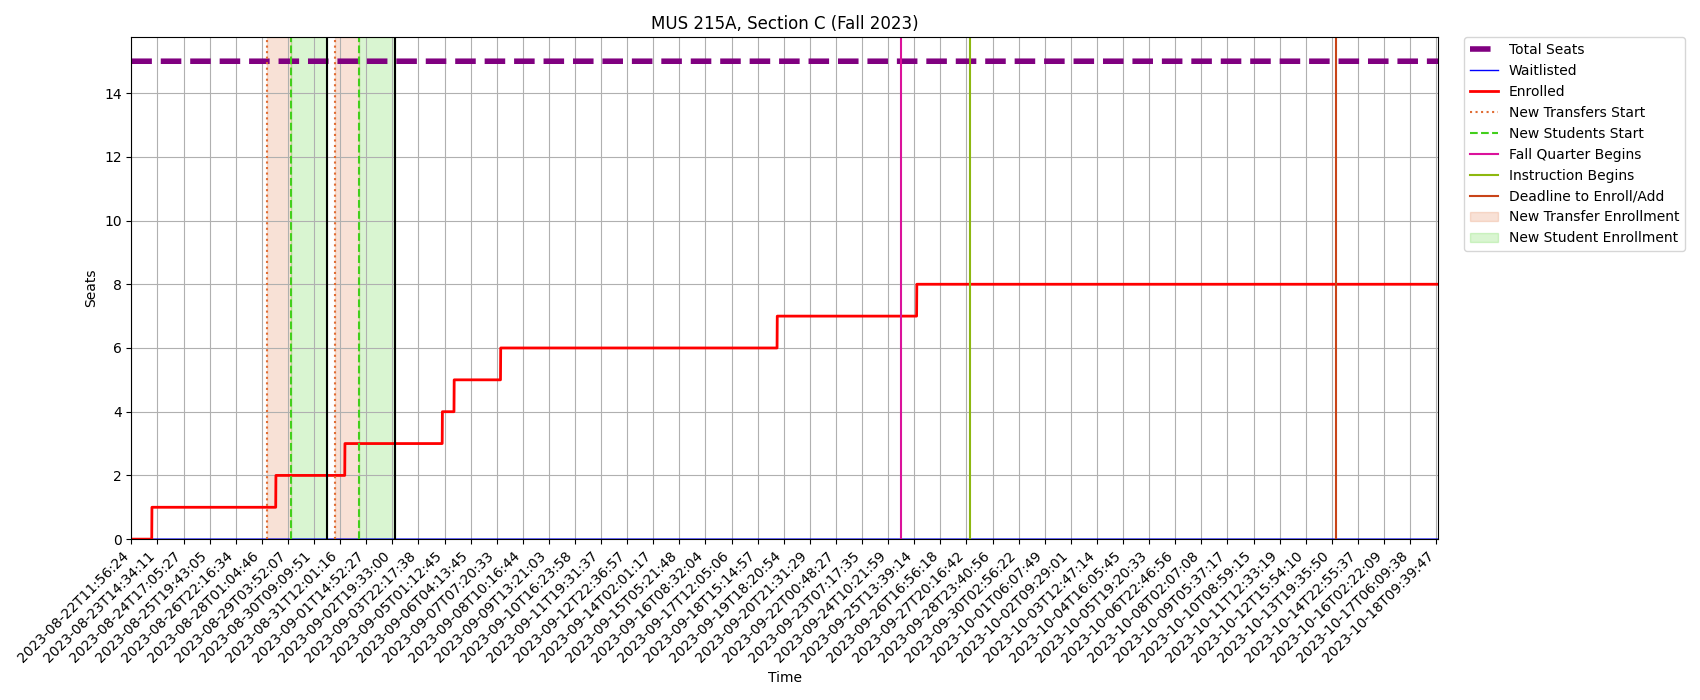 MUS 215A, Section C (Fall 2023)
Total Seats
Waitlisted
Enrolled
New Transfers Start
New Students Start
Fall Quarter Begins
Instruction Begins
Deadline to Enroll/Add
New Transfer Enrollment
New Student Enrollment
Seats
14
12
10
8
6
4
2
0
2023-08-22T11:56:24
2023-08-23T14:34:11
2023-08-24T17:05:27
2023-08-25T19:43:05
2023-08-26T22:16:34
2023-08-28T01:04:46
2023-08-29T03:52:07
2023-08-30T09:09:51
2023-08-31T12:01:16
2023-09-01T14:52:27
2023-09-02T19:33:00
2023-09-03T22:17:38
2023-09-05T01:12:45
2023-09-06T04:13:45
2023-09-07T07:20:33
2023-09-08T10:16:44
2023-09-09T13:21:03
2023-09-10T16:23:58
2023-09-11T19:31:37
2023-09-12T22:36:57
2023-09-14T02:01:17
2023-09-15T05:21:48
2023-09-16T08:32:04
2023-09-17T12:05:06
2023-09-18T15:14:57
2023-09-19T18:20:54
2023-09-20T21:31:29
2023-09-22T00:48:27
2023-09-23T07:17:35
2023-09-24T10:21:59
2023-09-25T13:39:14
2023-09-26T16:56:18
2023-09-27T20:16:42
2023-09-28T23:40:56
2023-09-30T02:56:22
2023-10-01T06:07:49
2023-10-02T09:29:01
2023-10-03T12:47:14
2023-10-04T16:05:45
2023-10-05T19:20:33
2023-10-06T22:46:56
2023-10-08T02:07:08
2023-10-09T05:37:17
2023-10-10T08:59:15
2023-10-11T12:33:19
2023-10-12T15:54:10
2023-10-13T19:35:50
2023-10-14T22:55:37
2023-10-16T02:22:09
2023-10-17T06:09:38
2023-10-18T09:39:47
Time